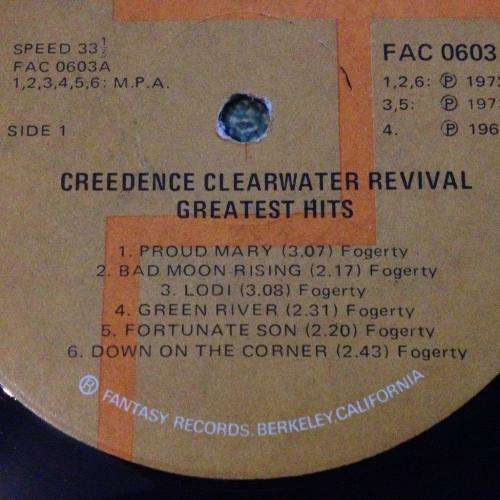 SPEED 33⅓
FAC 0603A
1,2,3,4,5,6: M.P.A.
SIDE 1
FAC 0603
1,2,6: Ⓟ 197
3,5: Ⓟ 197
4. Ⓟ 196
CREEDENCE CLEARWATER REVIVAL
GREATEST HITS
1. PROUD MARY (3.07) Fogerty
2. BAD MOON RISING (2.17) Fogerty
3. LODI (3.08) Fogerty
4. GREEN RIVER (2.31) Fogerty
5. FORTUNATE SON (2.20) Fogerty
6. DOWN ON THE CORNER (2.43) Fogerty
® FANTASY RECORDS, BERKELEY,CALIFORNIA